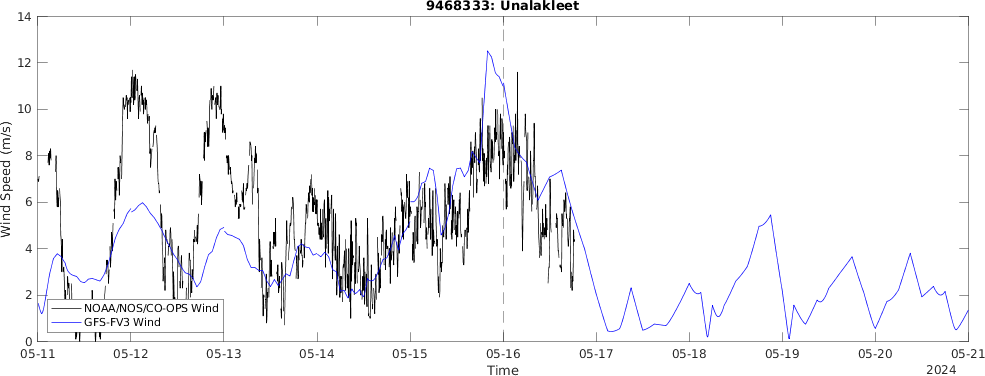 9468333: Unalakleet
14
12
10
8
6
4
2
0
Wind Speed (m/s)
NOAA/NOS/CO-OPS Wind
GFS-FV3 Wind
05-11 05-12 05-13 05-14 05-15 05-16 05-17 05-18 05-19 05-20 05-21
Time
2024